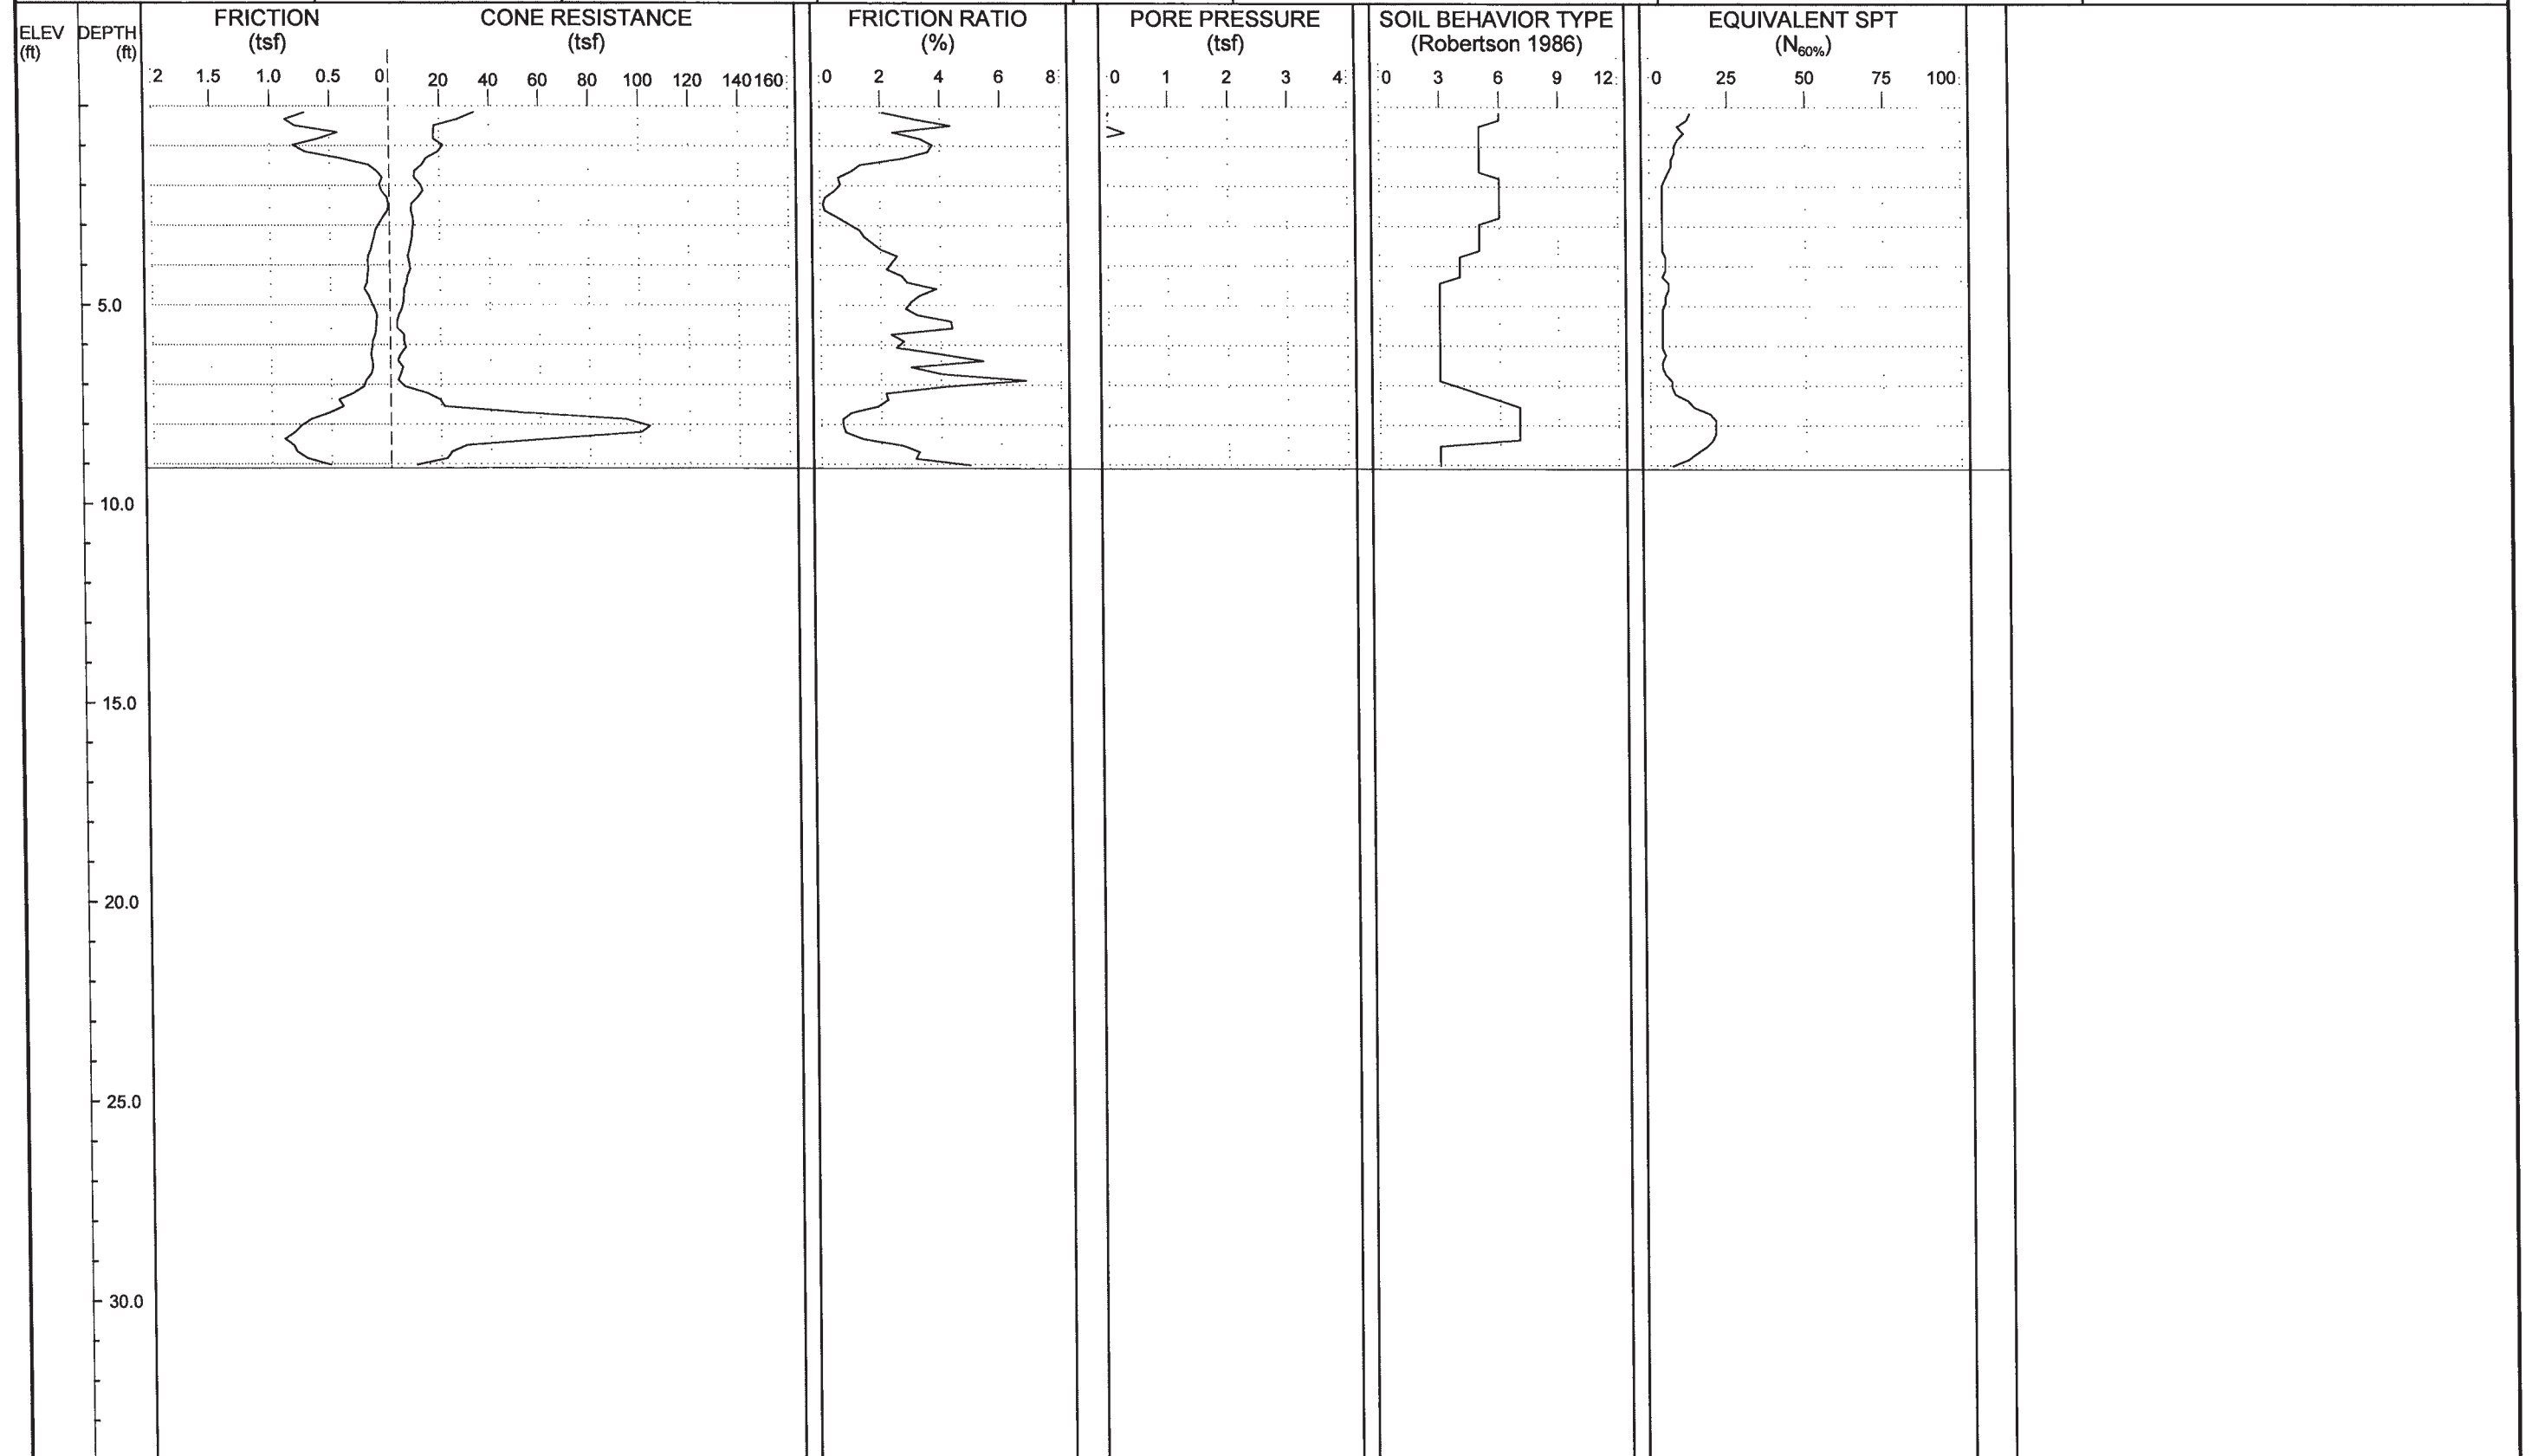 ELEV
(ft)
DEPTH
(ft)
FRICTION
(tsf)
CONE RESISTANCE
(tsf)
FRICTION RATIO
(%)
PORE PRESSURE
(tsf)
SOIL BEHAVIOR TYPE
(Robertson 1986)
EQUIVALENT SPT
(N60%)
2 1.5 1.0 0.5 0 20 40 60 80 100 120 140 160
0 2 4 6 8
0 1 2 3 4
0 3 6 9 12
0 25 50 75 100
5.0
10.0
15.0
20.0
25.0
30.0